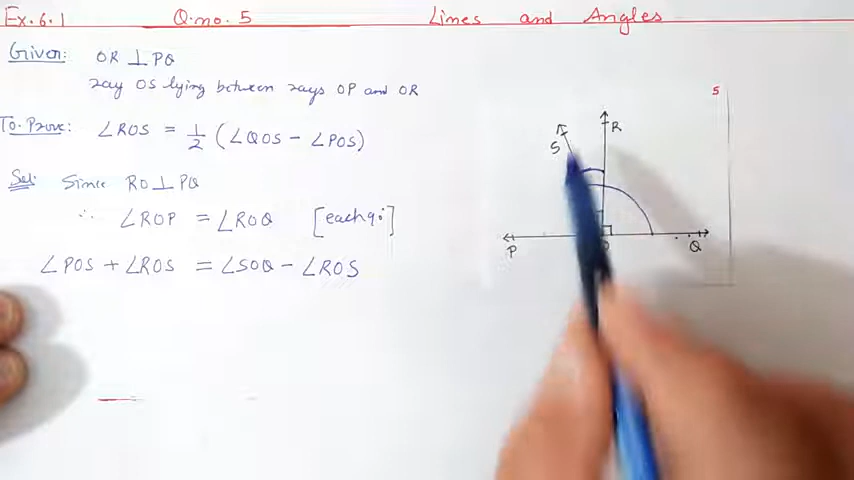 Ex. 6.1 Q.no. 5 Lines and Angles
Given: OR ⊥ PQ
ray OS lying between rays OP and OR
To Prove: ∠ROS = 1/2 (∠QOS - ∠POS)
Sol: Since RO ⊥ PQ
∴ ∠ROP = ∠ROQ [each 90°]
∠POS + ∠ROS = ∠SOQ - ∠ROS
5
R
S
P
Q